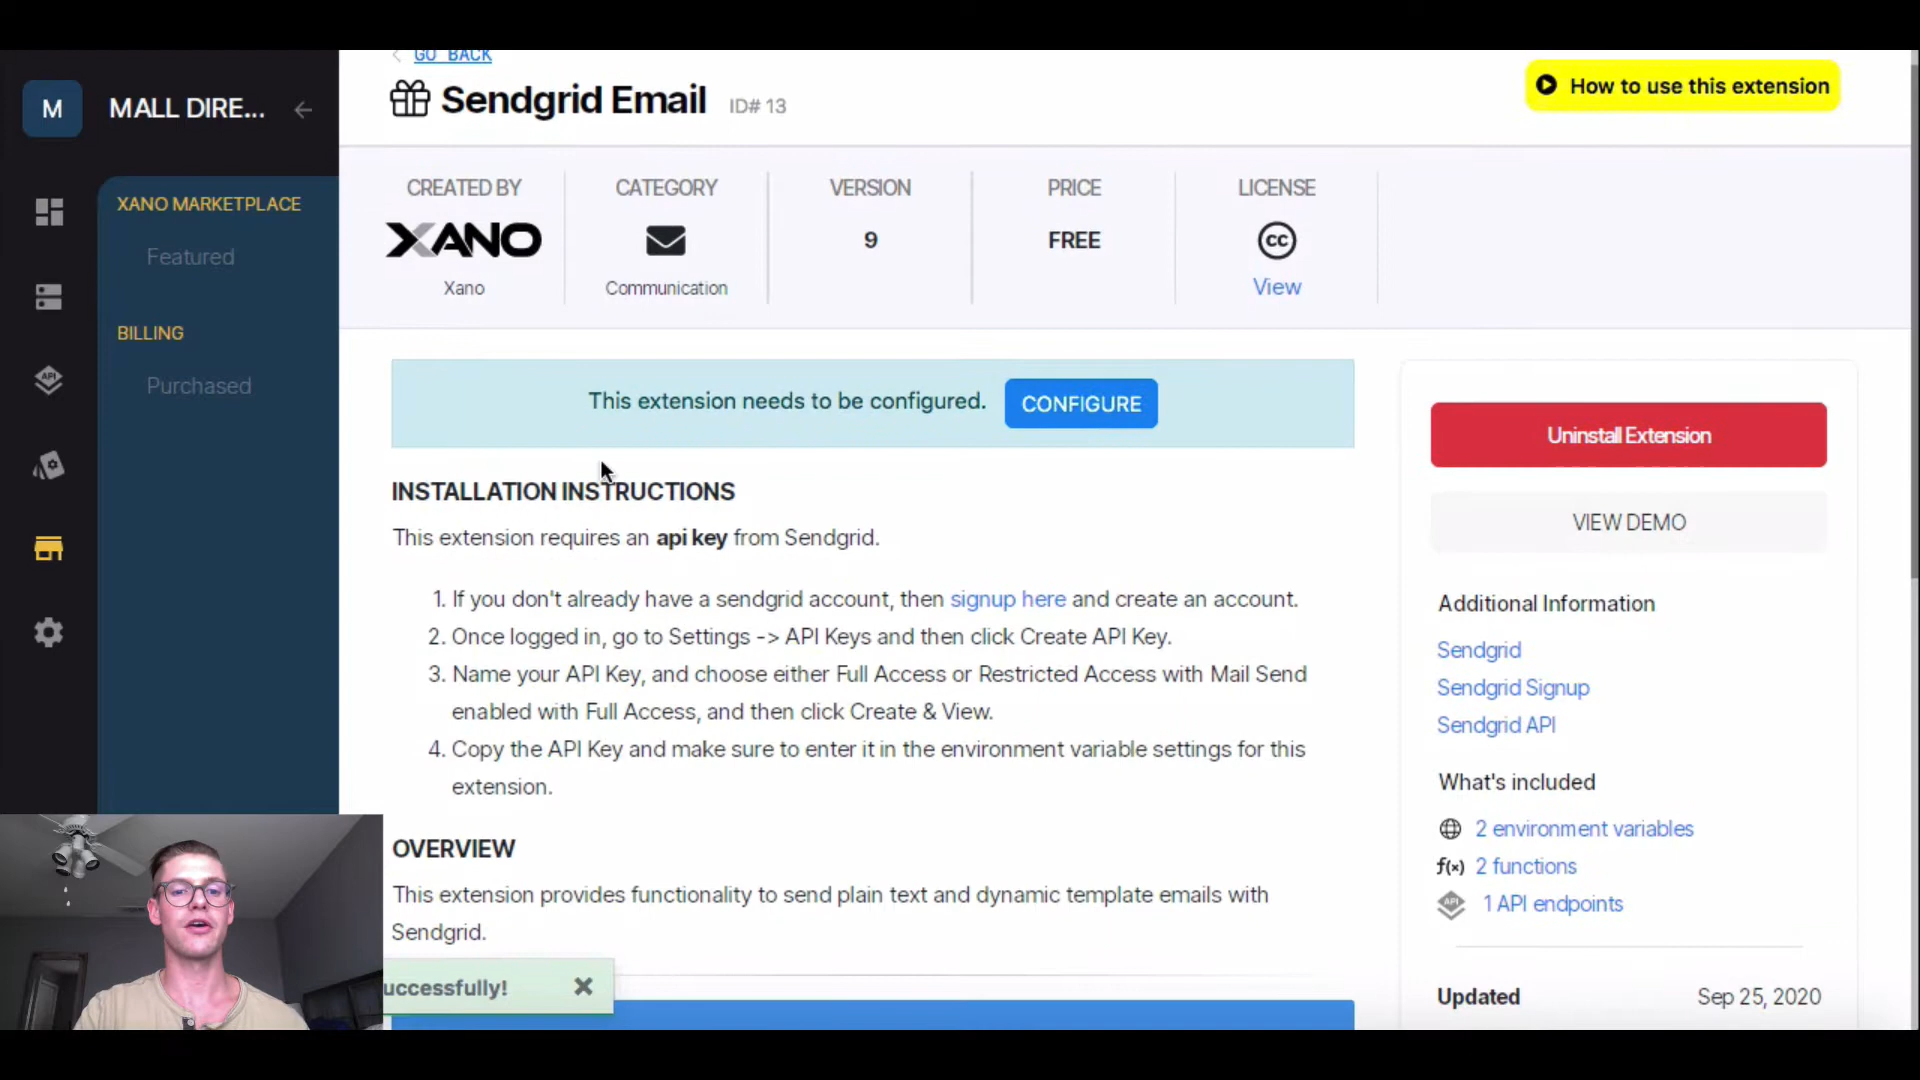 GO BACK
Sendgrid Email ID# 13
How to use this extension
M MALL DIRE...
XANO MARKETPLACE
Featured
BILLING
Purchased
CREATED BY
XANO
Xano
CATEGORY
Communication
VERSION
9
PRICE
FREE
LICENSE
cc
View
This extension needs to be configured. CONFIGURE
INSTALLATION INSTRUCTIONS
This extension requires an api key from Sendgrid.
1. If you don't already have a sendgrid account, then signup here and create an account.
2. Once logged in, go to Settings -> API Keys and then click Create API Key.
3. Name your API Key, and choose either Full Access or Restricted Access with Mail Send
enabled with Full Access, and then click Create & View.
4. Copy the API Key and make sure to enter it in the environment variable settings for this
extension.
OVERVIEW
This extension provides functionality to send plain text and dynamic template emails with
Sendgrid.
uccessfully!
Uninstall Extension
VIEW DEMO
Additional Information
Sendgrid
Sendgrid Signup
Sendgrid API
What's included
2 environment variables
f(x) 2 functions
API 1 API endpoints
Updated Sep 25, 2020
API